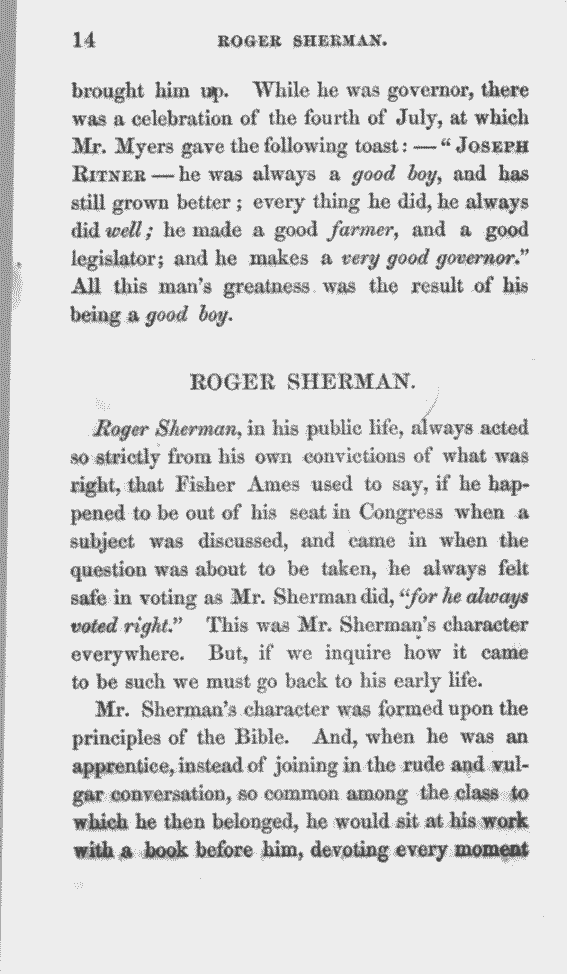 14 ROGER SHERMAN.
brought him up. While he was governor, there
was a celebration of the fourth of July, at which
Mr. Myers gave the following toast: — "JOSEPH
RITNER — he was always a good boy, and has
still grown better; every thing he did, he always
did well; he made a good farmer, and a good
legislator; and he makes a very good governor."
All this man's greatness was the result of his
being a good boy.
ROGER SHERMAN.
Roger Sherman, in his public life, always acted
so strictly from his own convictions of what was
right, that Fisher Ames used to say, if he hap-
pened to be out of his seat in Congress when a
subject was discussed, and came in when the
question was about to be taken, he always felt
safe in voting as Mr. Sherman did, "for he always
voted right." This was Mr. Sherman's character
everywhere. But, if we inquire how it came
to be such we must go back to his early life.
Mr. Sherman's character was formed upon the
principles of the Bible. And, when he was an
apprentice, instead of joining in the rude and vul-
gar conversation, so common among the class to
which he then belonged, he would sit at his work
with a book before him, devoting every moment